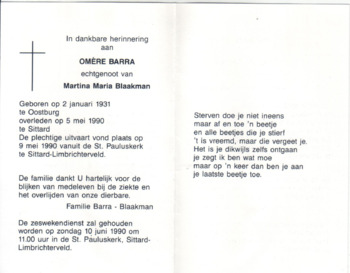 In dankbare herinnering
aan
OMÈRE BARRA
echtgenoot van
Martina Maria Blaakman
Geboren op 2 januari 1931
te Oostburg
overleden op 5 mei 1990
te Sittard
De plechtige uitvaart vond plaats op
9 mei 1990 vanuit de St. Pauluskerk
te Sittard-Limbrichterveld.
De familie dankt U hartelijk voor de
blijken van medeleven bij de ziekte en
het overlijden van onze dierbare.
Familie Barra - Blaakman
De zeswekendienst zal gehouden
worden op zondag 10 juni 1990 om
11.00 uur in de St. Pauluskerk, Sittard-
Limbrichterveld.
Sterven doe je niet ineens
maar af en toe 'n beetje
en alle beetjes die je stierf
't is vreemd, maar die vergeet je.
Het is dikwijls zelfs ontgaan
je zegt ik ben wat moe
maar op 'n keer dan ben je aan
je laatste beetje toe.